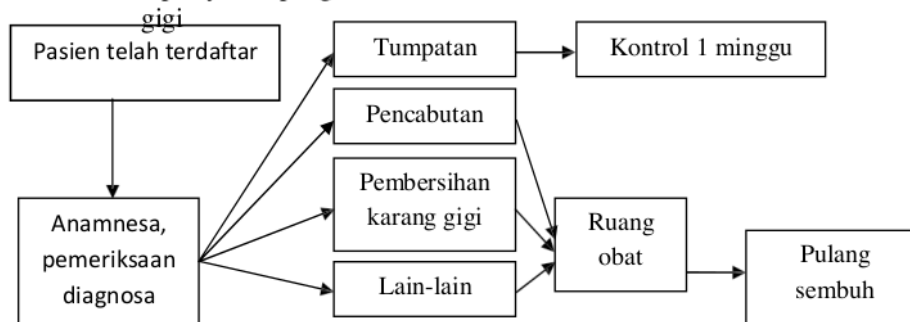 gigi
Pasien telah terdaftar
Tumpatan
Kontrol 1 minggu
Pencabutan
Pembersihan
karang gigi
Anamnesa,
pemeriksaan
diagnosa
Ruang
obat
Lain-lain
Pulang
sembuh